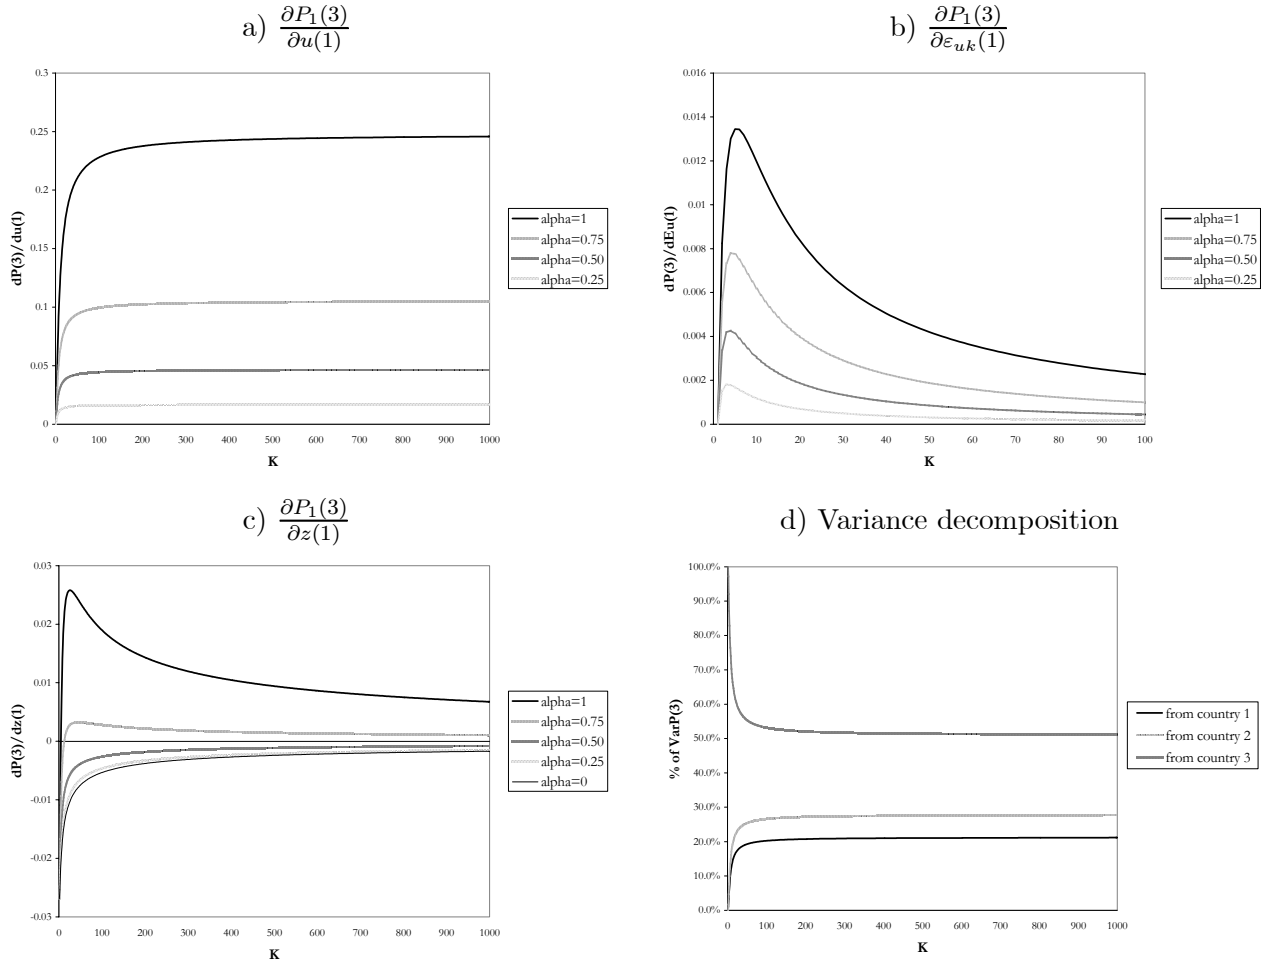 a) ∂P₁(3)/∂u(1)
0.3
0.25
0.2
0.15
0.1
0.05
0
dP(3)/du(1)
0 100 200 300 400 500 600 700 800 900 1000
K
alpha=1
alpha=0.75
alpha=0.50
alpha=0.25
b) ∂P₁(3)/∂εᵤₖ(1)
0.016
0.014
0.012
0.01
0.008
0.006
0.004
0.002
0
dP(3)/dEu(1)
0 10 20 30 40 50 60 70 80 90 100
K
alpha=1
alpha=0.75
alpha=0.50
alpha=0.25
c) ∂P₁(3)/∂z(1)
0.03
0.02
0.01
0
-0.01
-0.02
-0.03
dP(3)/dz(1)
0 100 200 300 400 500 600 700 800 900 1000
K
alpha=1
alpha=0.75
alpha=0.50
alpha=0.25
alpha=0
d) Variance decomposition
100.0%
90.0%
80.0%
70.0%
60.0%
50.0%
40.0%
30.0%
20.0%
10.0%
0.0%
% of VarP(3)
0 100 200 300 400 500 600 700 800 900 1000
K
from country 1
from country 2
from country 3